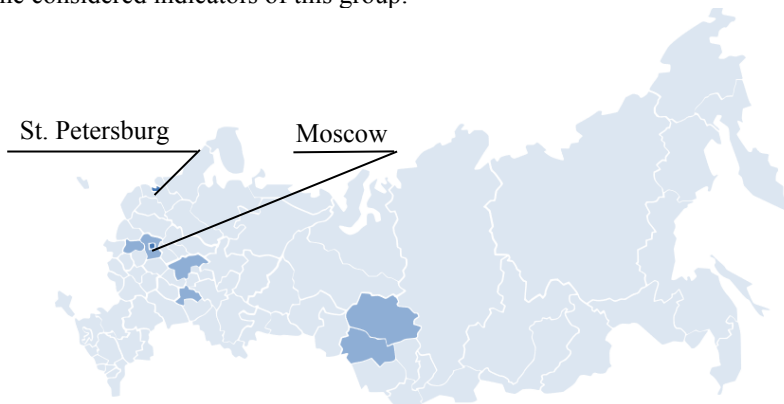 the considered indicators of this group.
St. Petersburg
Moscow